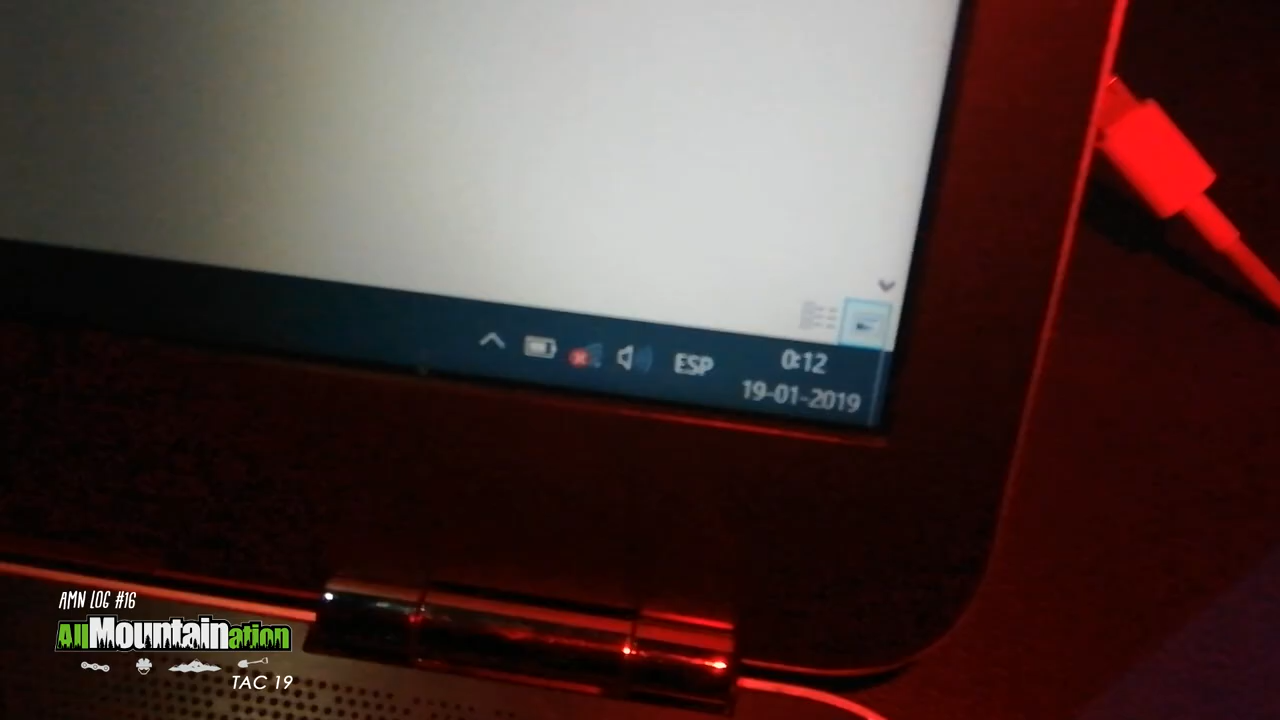 ESP
0:12
19-01-2019
AMN LOG #16
AllMountaination
TAC 19